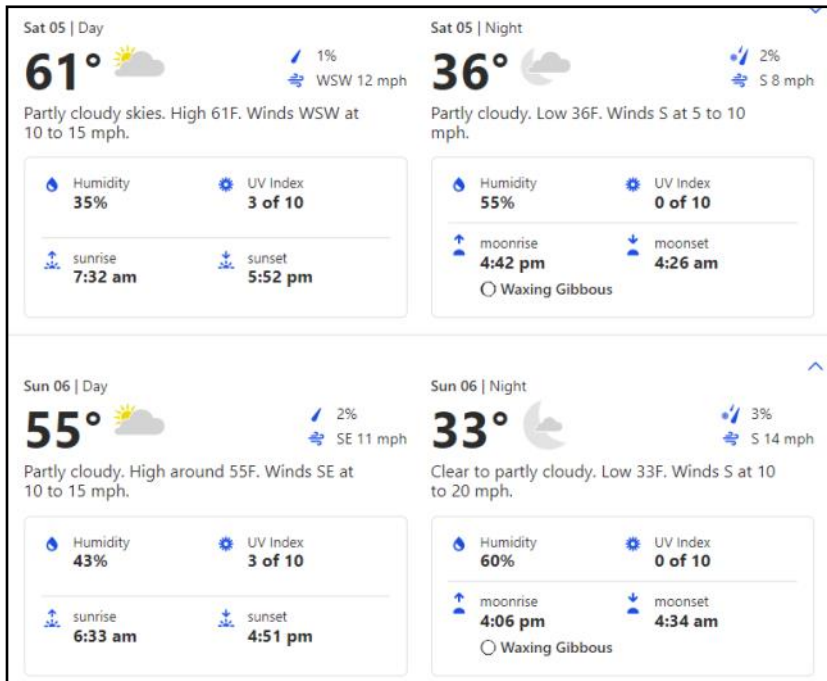 Sat 05 | Day
61°
1%
WSW 12 mph
Partly cloudy skies. High 61F. Winds WSW at
10 to 15 mph.
Humidity
35%
UV Index
3 of 10
sunrise
7:32 am
sunset
5:52 pm
Sat 05 | Night
36°
2%
S 8 mph
Partly cloudy. Low 36F. Winds S at 5 to 10
mph.
Humidity
55%
UV Index
0 of 10
moonrise
4:42 pm
moonset
4:26 am
Waxing Gibbous
Sun 06 | Day
55°
2%
SE 11 mph
Partly cloudy. High around 55F. Winds SE at
10 to 15 mph.
Humidity
43%
UV Index
3 of 10
sunrise
6:33 am
sunset
4:51 pm
Sun 06 | Night
33°
3%
S 14 mph
Clear to partly cloudy. Low 33F. Winds S at 10
to 20 mph.
Humidity
60%
UV Index
0 of 10
moonrise
4:06 pm
moonset
4:34 am
Waxing Gibbous